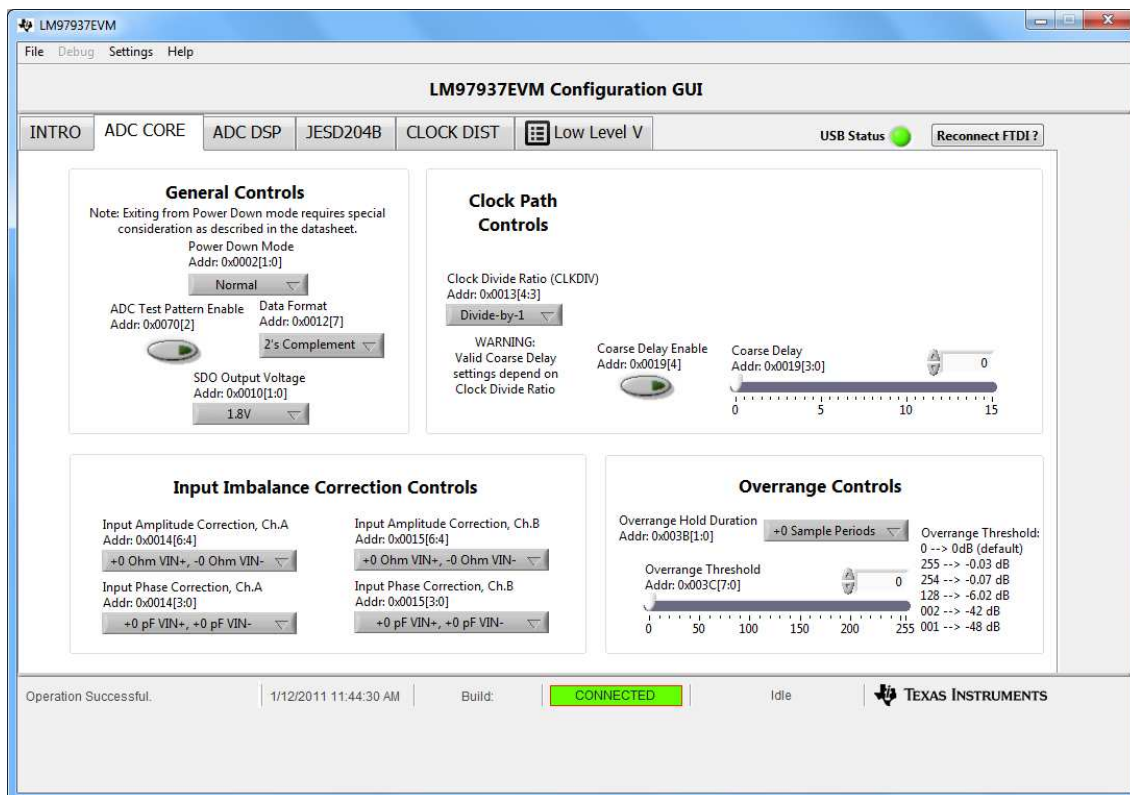 LM97937EVM
File Debug Settings Help
LM97937EVM Configuration GUI
INTRO ADC CORE ADC DSP JESD204B CLOCK DIST Low Level V USB Status Reconnect FTDI ?
General Controls
Note: Exiting from Power Down mode requires special
consideration as described in the datasheet.
Power Down Mode
Addr: 0x0002[1:0]
Normal
ADC Test Pattern Enable
Addr: 0x0070[2]
Data Format
Addr: 0x0012[7]
2's Complement
SDO Output Voltage
Addr: 0x0010[1:0]
1.8V
Clock Path
Controls
Clock Divide Ratio (CLKDIV)
Addr: 0x0013[4:3]
Divide-by-1
WARNING:
Valid Coarse Delay
settings depend on
Clock Divide Ratio
Coarse Delay Enable
Addr: 0x0019[4]
Coarse Delay
Addr: 0x0019[3:0]
0
0 5 10 15
Input Imbalance Correction Controls
Input Amplitude Correction, Ch.A
Addr: 0x0014[6:4]
+0 Ohm VIN+, -0 Ohm VIN-
Input Phase Correction, Ch.A
Addr: 0x0014[3:0]
+0 pF VIN+, +0 pF VIN-
Input Amplitude Correction, Ch.B
Addr: 0x0015[6:4]
+0 Ohm VIN+, -0 Ohm VIN-
Input Phase Correction, Ch.B
Addr: 0x0015[3:0]
+0 pF VIN+, +0 pF VIN-
Overrange Controls
Overrange Hold Duration
Addr: 0x003B[1:0]
+0 Sample Periods
Overrange Threshold
Addr: 0x003C[7:0]
0
0 50 100 150 200 255
Overrange Threshold:
0 --> 0dB (default)
255 --> -0.03 dB
254 --> -0.07 dB
128 --> -6.02 dB
002 --> -42 dB
001 --> -48 dB
Operation Successful. 1/12/2011 11:44:30 AM Build: CONNECTED Idle TEXAS INSTRUMENTS